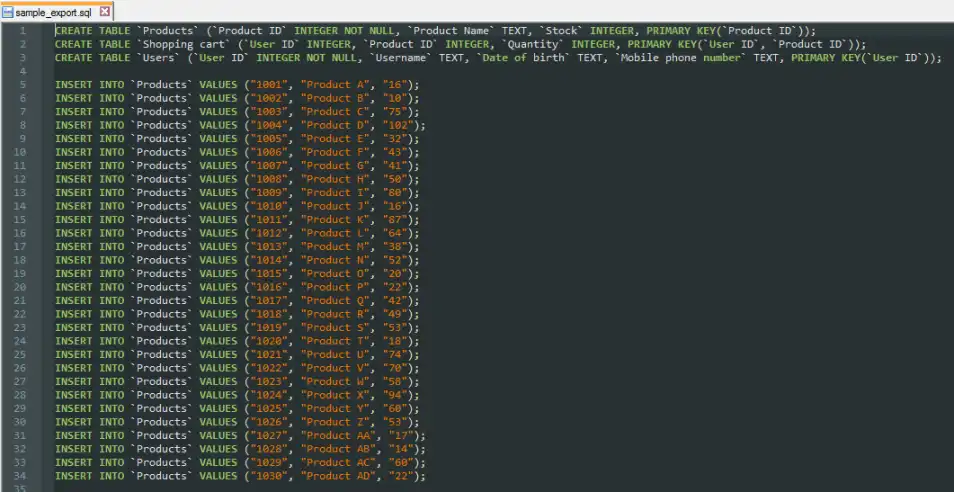 sample_export.sql
1 CREATE TABLE `Products` (`Product ID` INTEGER NOT NULL, `Product Name` TEXT, `Stock` INTEGER, PRIMARY KEY(`Product ID`));
2 CREATE TABLE `Shopping cart` (`User ID` INTEGER, `Product ID` INTEGER, `Quantity` INTEGER, PRIMARY KEY(`User ID`, `Product ID`));
3 CREATE TABLE `Users` (`User ID` INTEGER NOT NULL, `Username` TEXT, `Date of birth` TEXT, `Mobile phone number` TEXT, PRIMARY KEY(`User ID`));
4
5 INSERT INTO `Products` VALUES ("1001", "Product A", "16");
6 INSERT INTO `Products` VALUES ("1002", "Product B", "10");
7 INSERT INTO `Products` VALUES ("1003", "Product C", "75");
8 INSERT INTO `Products` VALUES ("1004", "Product D", "102");
9 INSERT INTO `Products` VALUES ("1005", "Product E", "32");
10 INSERT INTO `Products` VALUES ("1006", "Product F", "43");
11 INSERT INTO `Products` VALUES ("1007", "Product G", "41");
12 INSERT INTO `Products` VALUES ("1008", "Product H", "50");
13 INSERT INTO `Products` VALUES ("1009", "Product I", "80");
14 INSERT INTO `Products` VALUES ("1010", "Product J", "16");
15 INSERT INTO `Products` VALUES ("1011", "Product K", "87");
16 INSERT INTO `Products` VALUES ("1012", "Product L", "64");
17 INSERT INTO `Products` VALUES ("1013", "Product M", "38");
18 INSERT INTO `Products` VALUES ("1014", "Product N", "52");
19 INSERT INTO `Products` VALUES ("1015", "Product O", "20");
20 INSERT INTO `Products` VALUES ("1016", "Product P", "22");
21 INSERT INTO `Products` VALUES ("1017", "Product Q", "42");
22 INSERT INTO `Products` VALUES ("1018", "Product R", "49");
23 INSERT INTO `Products` VALUES ("1019", "Product S", "53");
24 INSERT INTO `Products` VALUES ("1020", "Product T", "18");
25 INSERT INTO `Products` VALUES ("1021", "Product U", "74");
26 INSERT INTO `Products` VALUES ("1022", "Product V", "70");
27 INSERT INTO `Products` VALUES ("1023", "Product W", "58");
28 INSERT INTO `Products` VALUES ("1024", "Product X", "94");
29 INSERT INTO `Products` VALUES ("1025", "Product Y", "60");
30 INSERT INTO `Products` VALUES ("1026", "Product Z", "53");
31 INSERT INTO `Products` VALUES ("1027", "Product AA", "17");
32 INSERT INTO `Products` VALUES ("1028", "Product AB", "14");
33 INSERT INTO `Products` VALUES ("1029", "Product AC", "60");
34 INSERT INTO `Products` VALUES ("1030", "Product AD", "22");
35